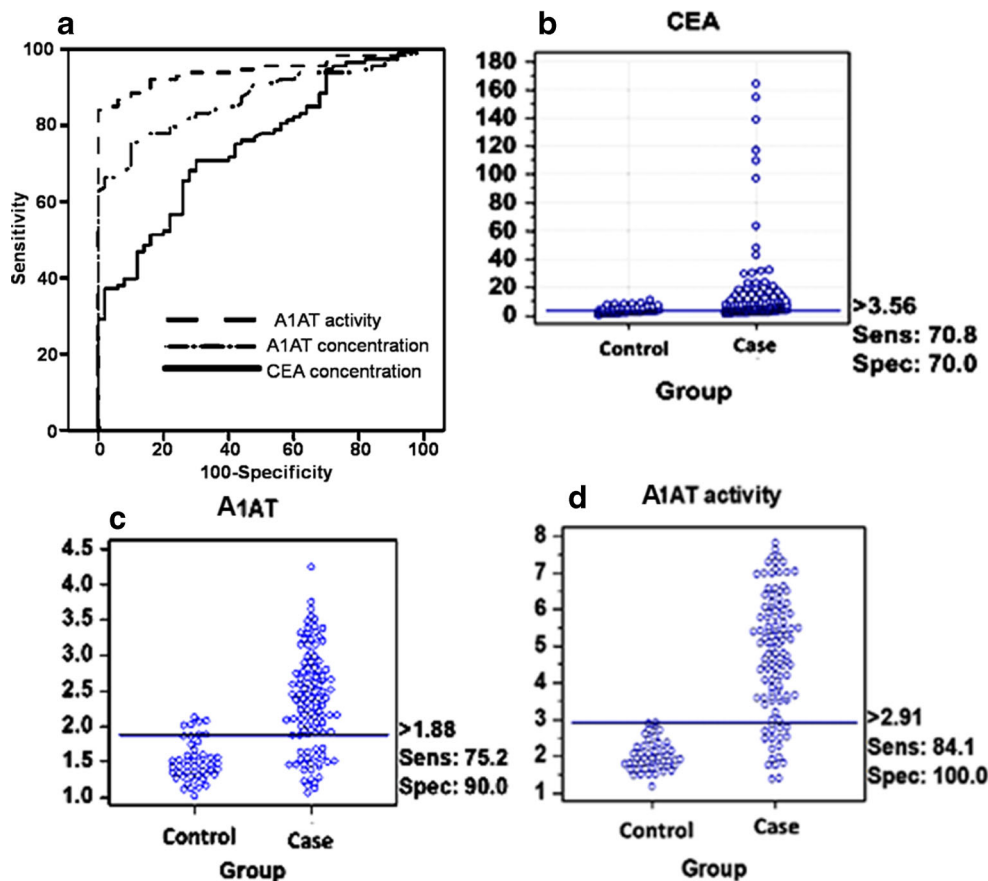 a
100
80
60
40
20
0
Sensitivity
A1AT activity
A1AT concentration
CEA concentration
0 20 40 60 80 100
100-Specificity
b
CEA
180
160
140
120
100
80
60
40
20
0
>3.56
Sens: 70.8
Spec: 70.0
Control Case
Group
c
A1AT
4.5
3.5
3.0
2.5
2.0
1.5
1.0
>1.88
Sens: 75.2
Spec: 90.0
Control Case
Group
d
A1AT activity
8
7
6
5
4
3
2
1
>2.91
Sens: 84.1
Spec: 100.0
Control Case
Group